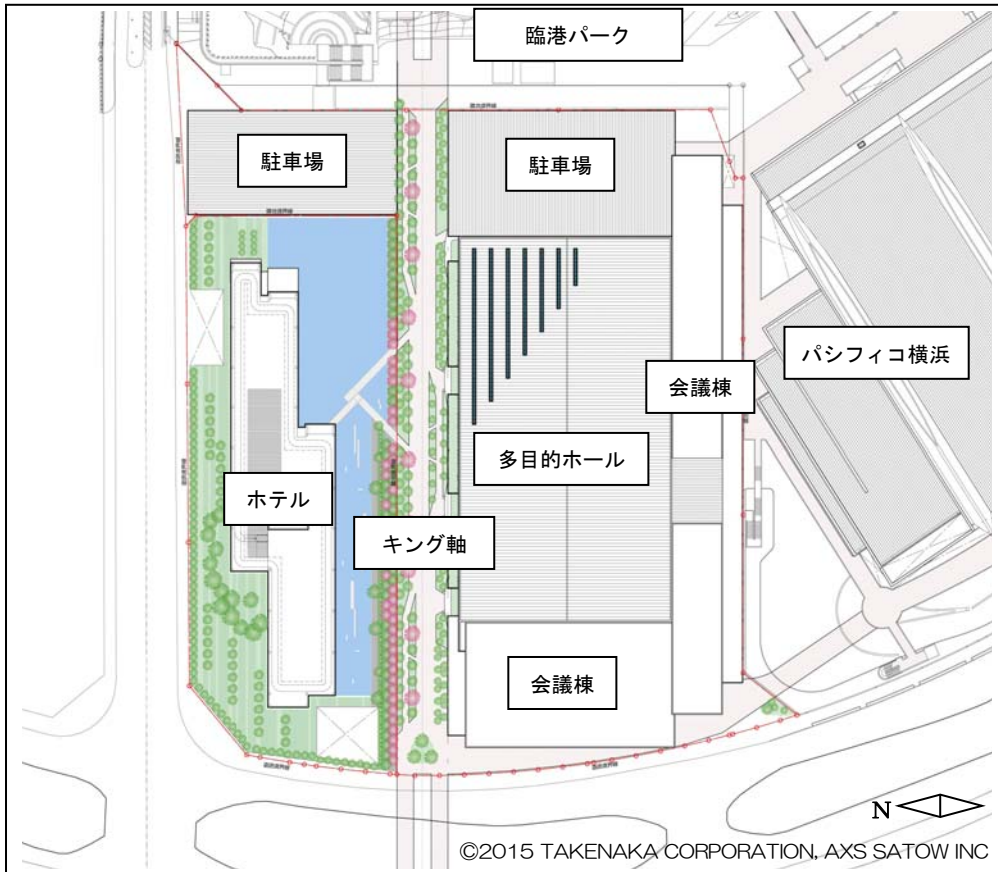 臨港パーク
駐車場
駐車場
パシフィコ横浜
会議棟
多目的ホール
ホテル
キング軸
会議棟
N
©2015 TAKENAKA CORPORATION, AXS SATOW INC